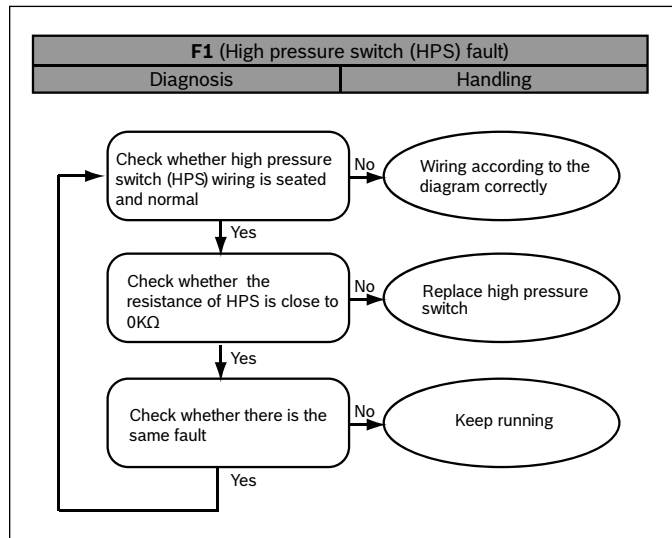 F1 (High pressure switch (HPS) fault)
Diagnosis
Handling
Check whether high pressure
switch (HPS) wiring is seated
and normal
No
Wiring according to the
diagram correctly
Yes
Check whether the
resistance of HPS is close to
0KΩ
No
Replace high pressure
switch
Yes
Check whether there is the
same fault
No
Keep running
Yes